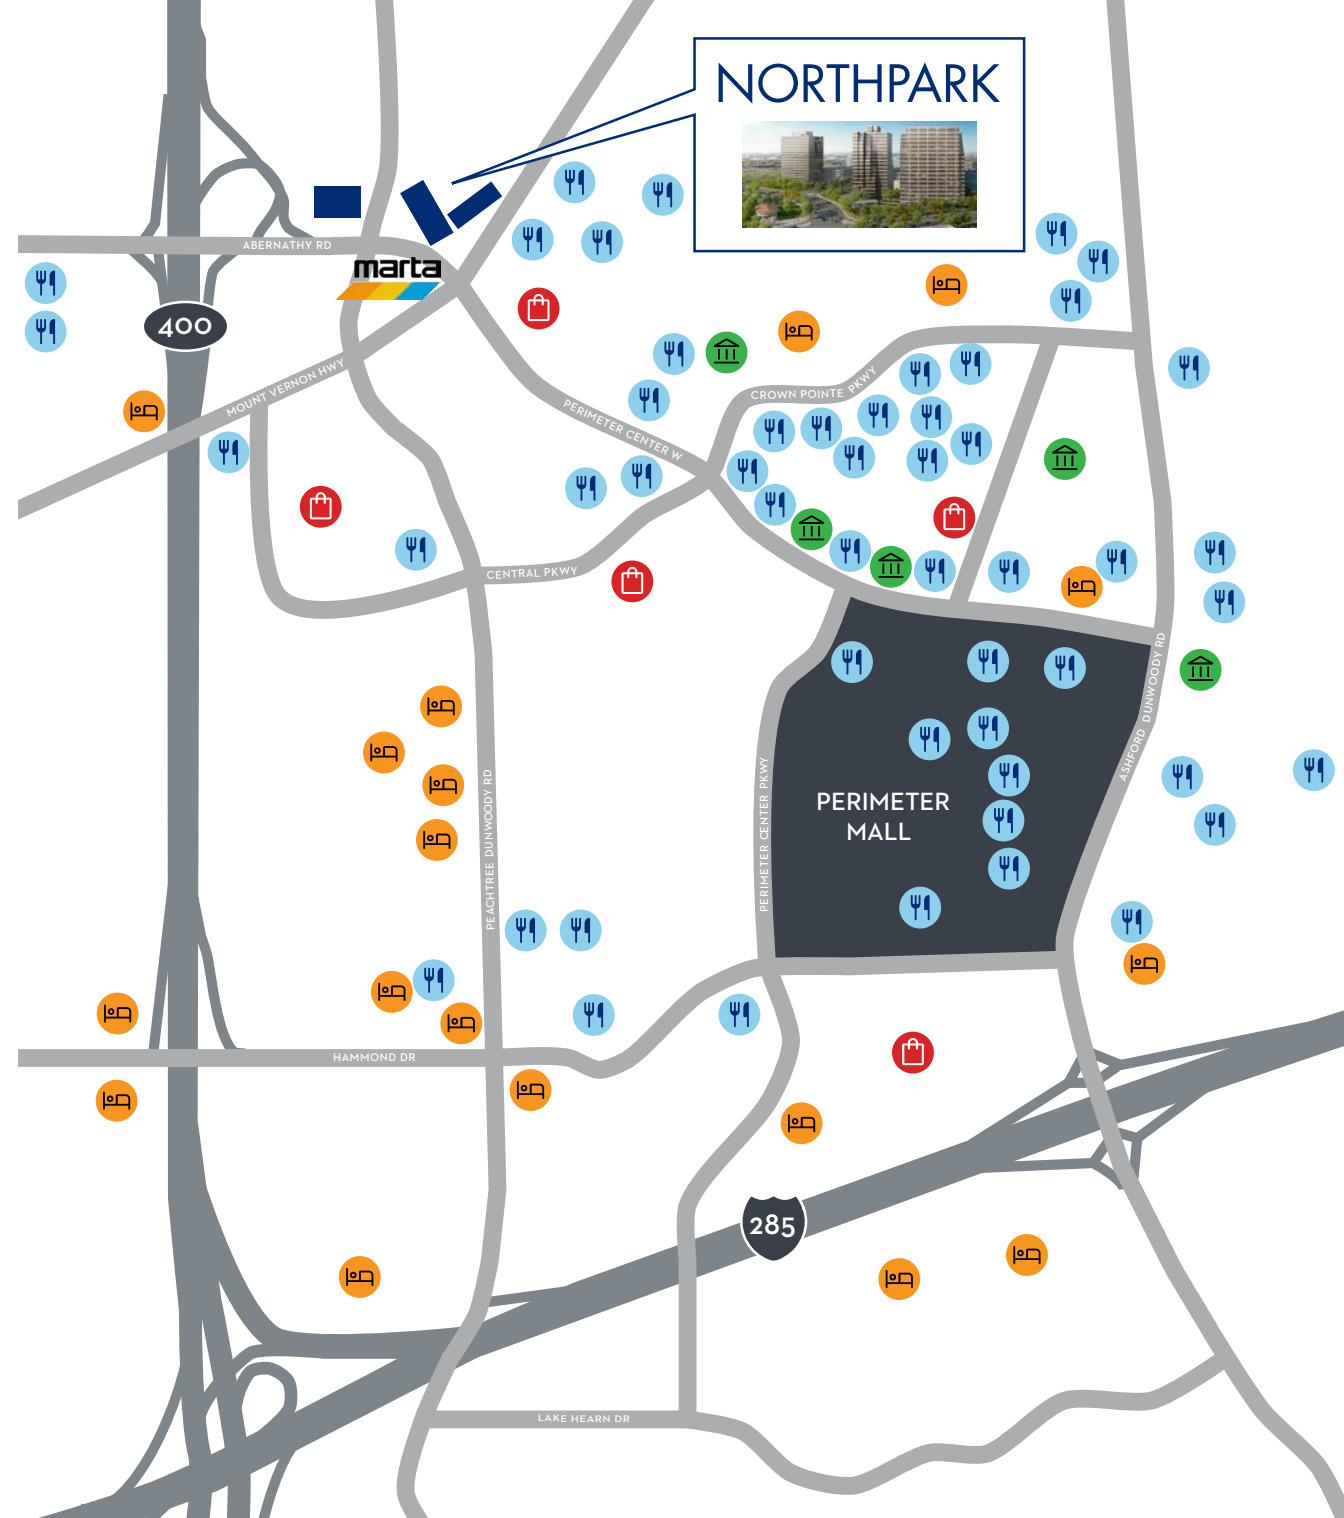 NORTHPARK
ABERNATHY RD
marta
400
MOUNT VERNON HWY
PERIMETER CENTER W
CROWN POINTE PKWY
CENTRAL PKWY
ASHFORD DUNWOODY RD
PEACHTREE DUNWOODY RD
PERIMETER CENTER PKWY
PERIMETER
MALL
HAMMOND DR
285
LAKE HEARN DR